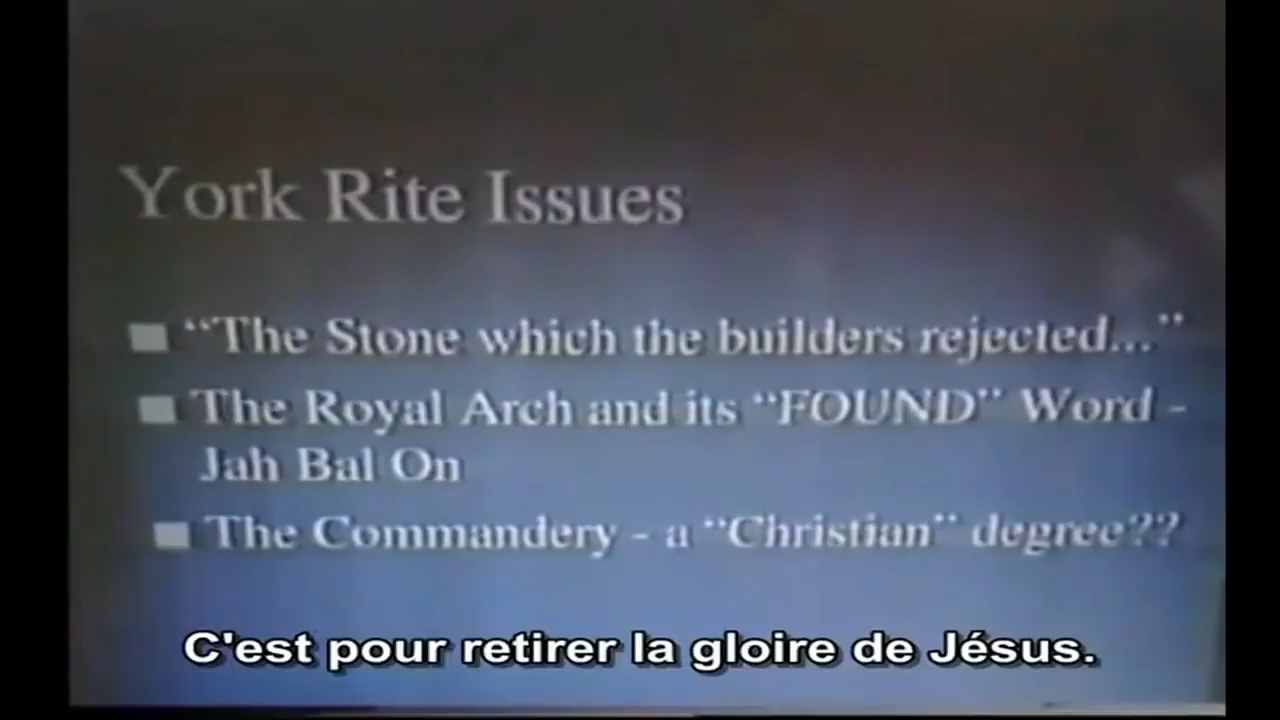 York Rite Issues
“The Stone which the builders rejected...”
The Royal Arch and its “FOUND” Word -
Jah Bal On
The Commandery - a “Christian” degree??
C'est pour retirer la gloire de Jésus.